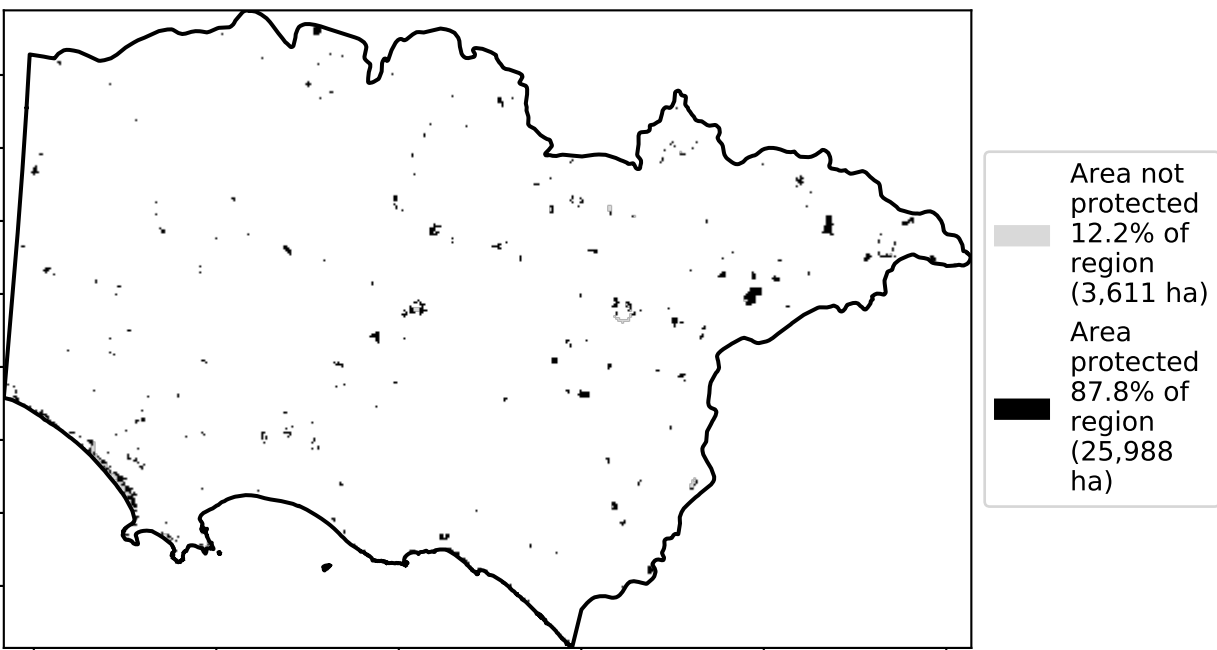 Area not
protected
12.2% of
region
(3,611 ha)
Area
protected
87.8% of
region
(25,988
ha)